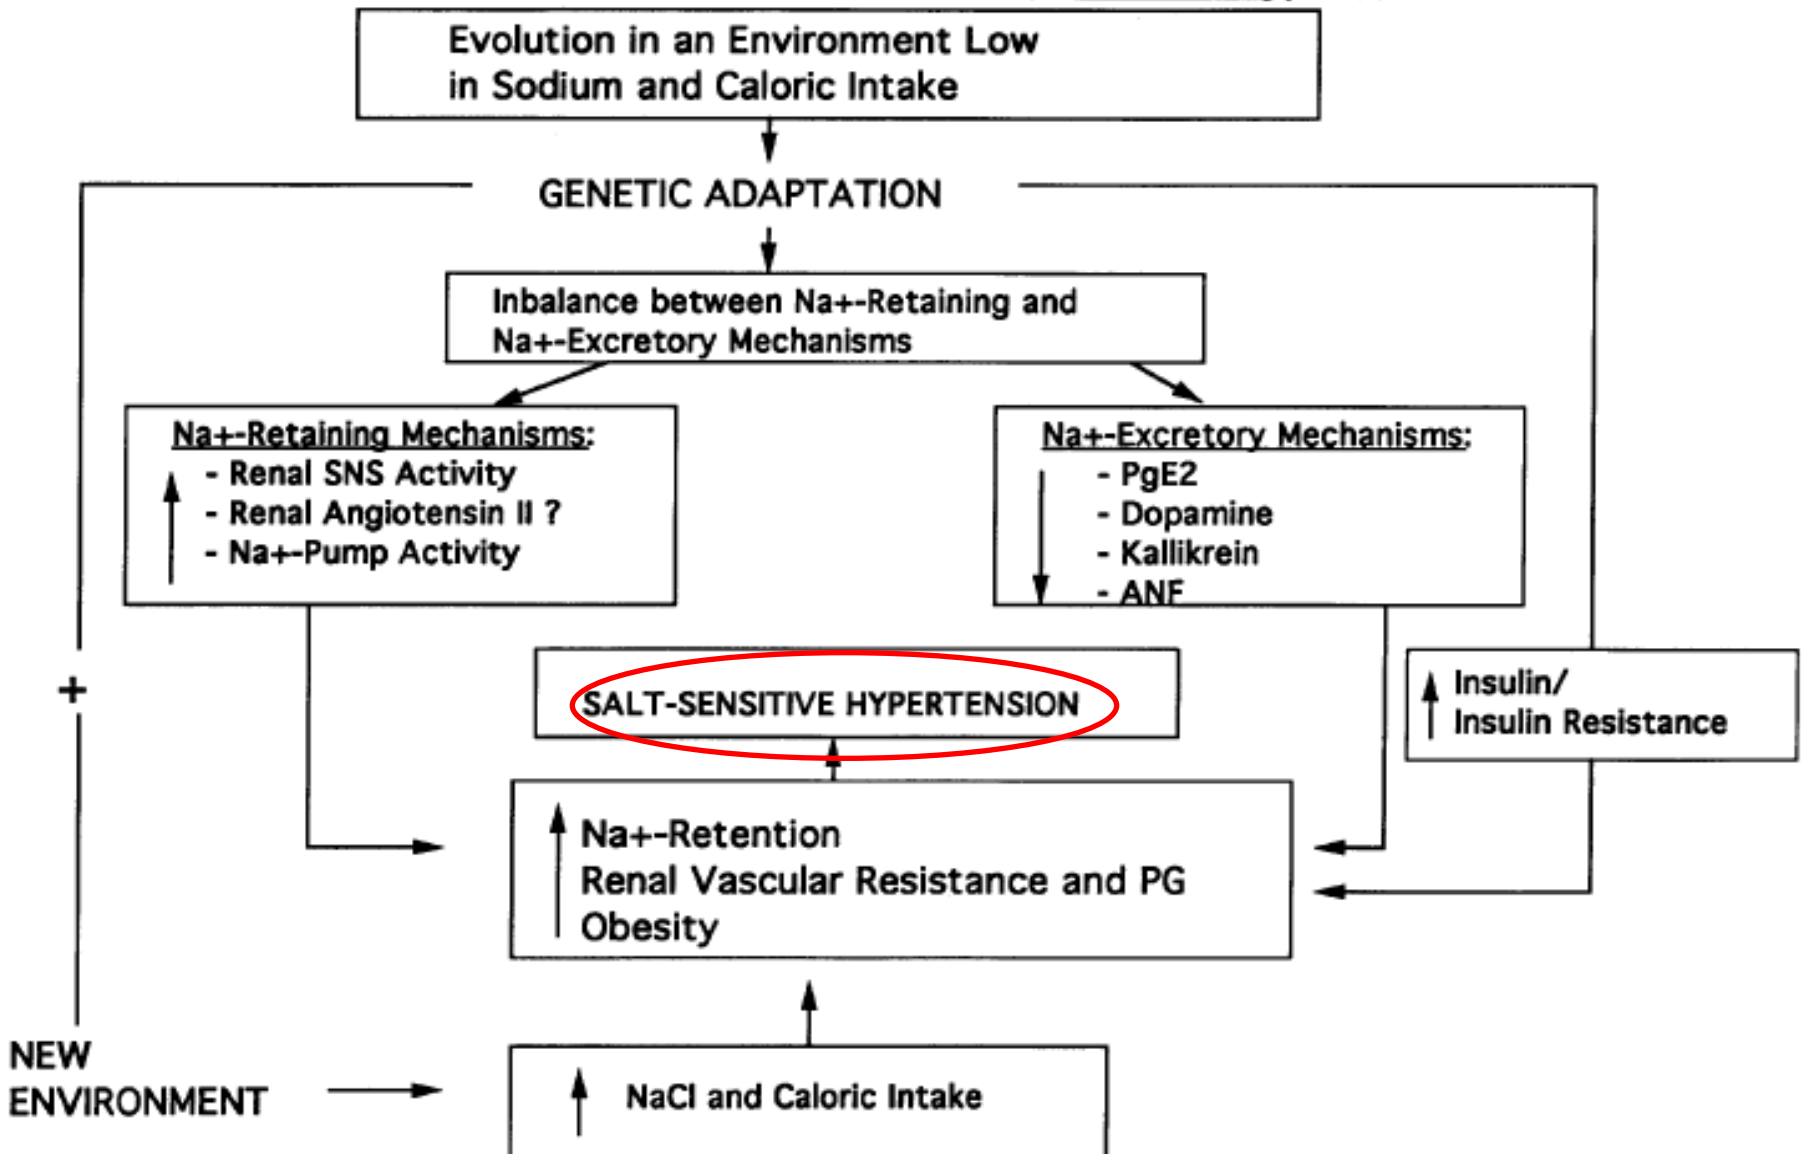 Evolution in an Environment Low
in Sodium and Caloric Intake
GENETIC ADAPTATION
Inbalance between Na+-Retaining and
Na+-Excretory Mechanisms
Na+-Retaining Mechanisms:
- Renal SNS Activity
- Renal Angiotensin II ?
- Na+-Pump Activity
Na+-Excretory Mechanisms:
- PgE2
- Dopamine
- Kallikrein
- ANF
+
SALT-SENSITIVE HYPERTENSION
Insulin/
Insulin Resistance
Na+-Retention
Renal Vascular Resistance and PG
Obesity
NEW
ENVIRONMENT
NaCl and Caloric Intake